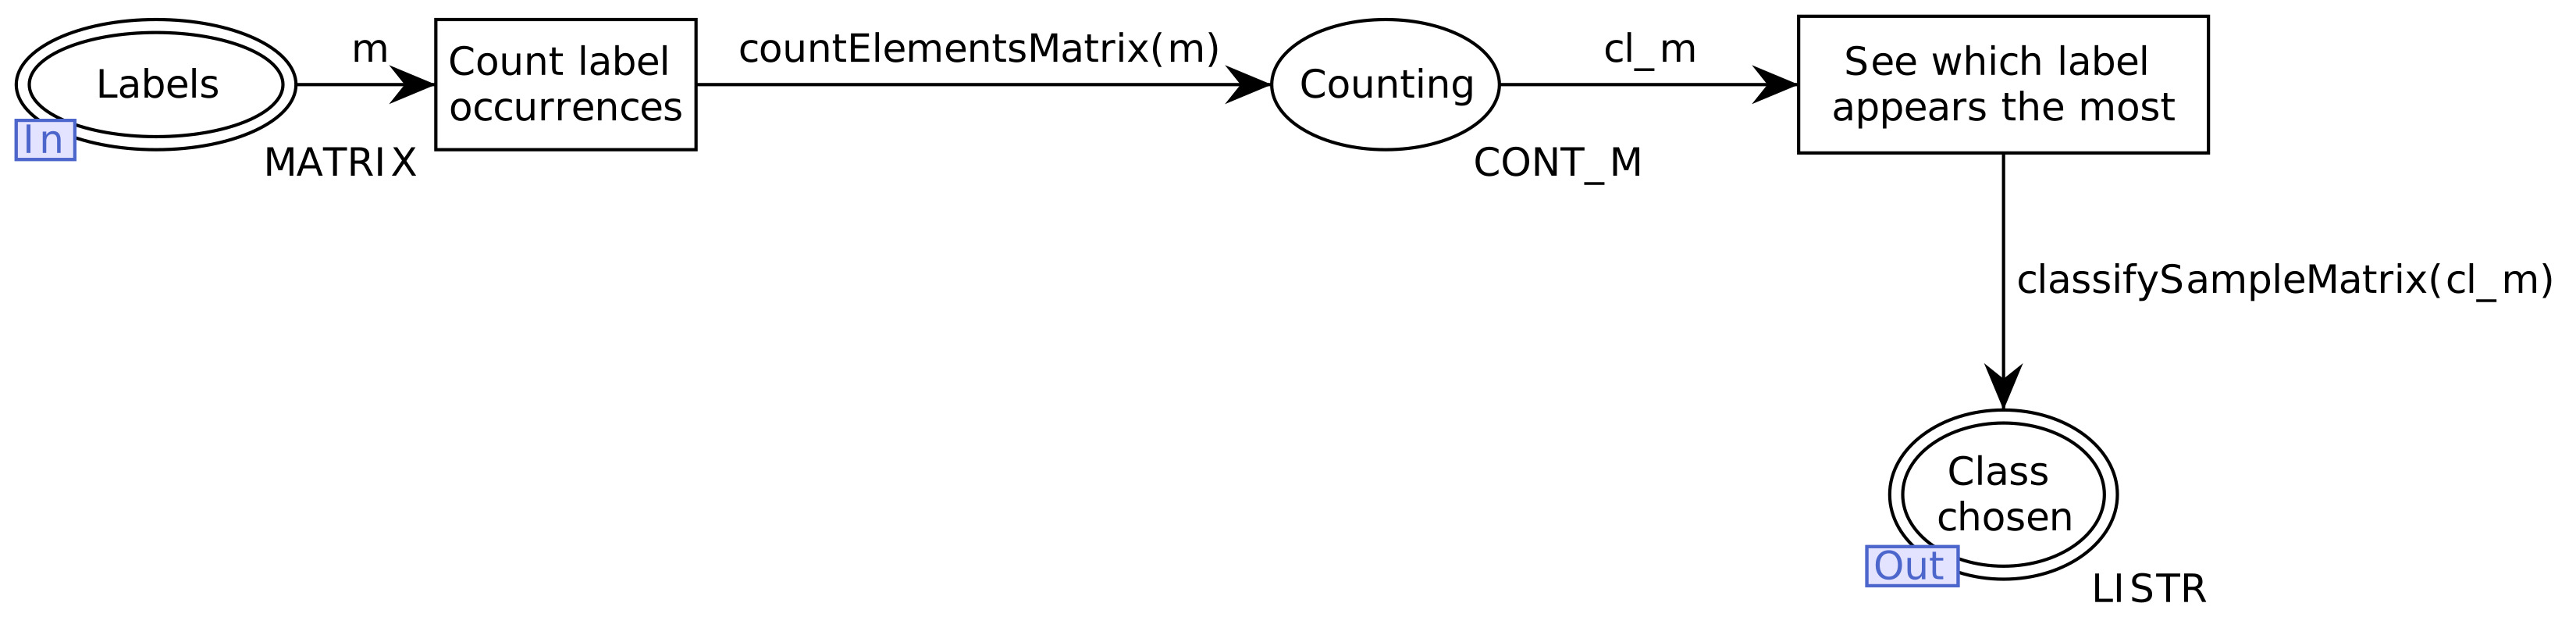 Labels
In
m
MATRIX
Count label
occurrences
countElementsMatrix(m)
Counting
CONT_M
cl_m
See which label
appears the most
classifySampleMatrix(cl_m)
Class
chosen
Out
LISTR